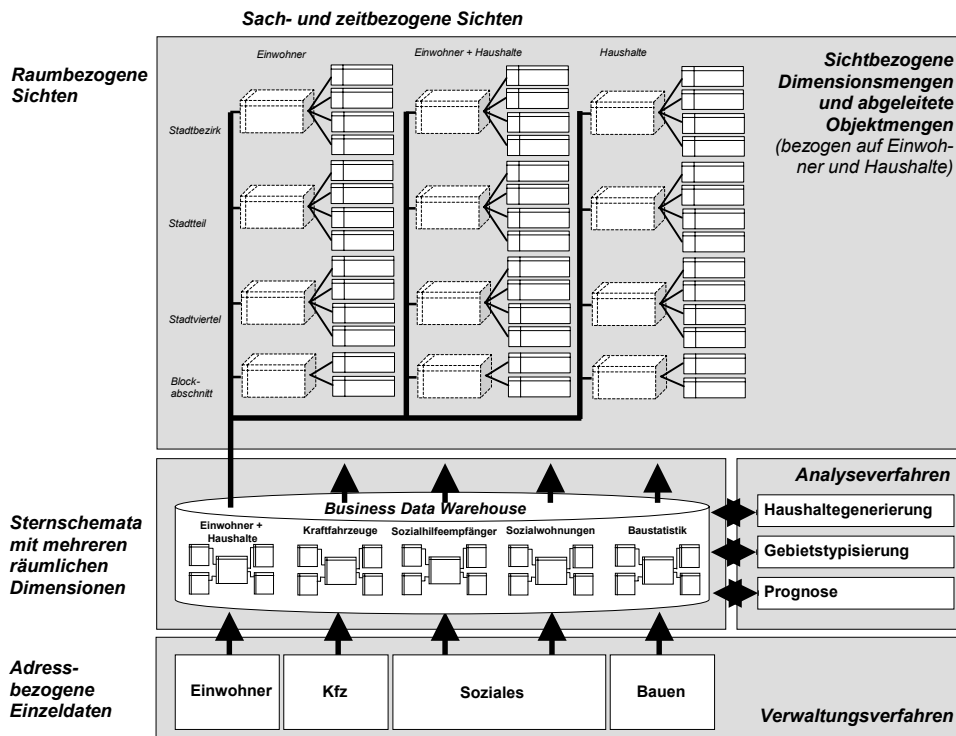 Sach- und zeitbezogene Sichten
Raumbezogene
Sichten
Einwohner
Einwohner + Haushalte
Haushalte
Sichtbezogene
Dimensionsmengen
und abgeleitete
Objektmengen
(bezogen auf Einwoh-
ner und Haushalte)
Stadtbezirk
Stadtteil
Stadtviertel
Block-
abschnitt
Sternschemata
mit mehreren
räumlichen
Dimensionen
Business Data Warehouse
Einwohner +
Haushalte
Kraftfahrzeuge
Sozialhilfeempfänger
Sozialwohnungen
Baustatistik
Analyseverfahren
Haushaltegenerierung
Gebietstypisierung
Prognose
Adress-
bezogene
Einzeldaten
Einwohner
Kfz
Soziales
Bauen
Verwaltungsverfahren